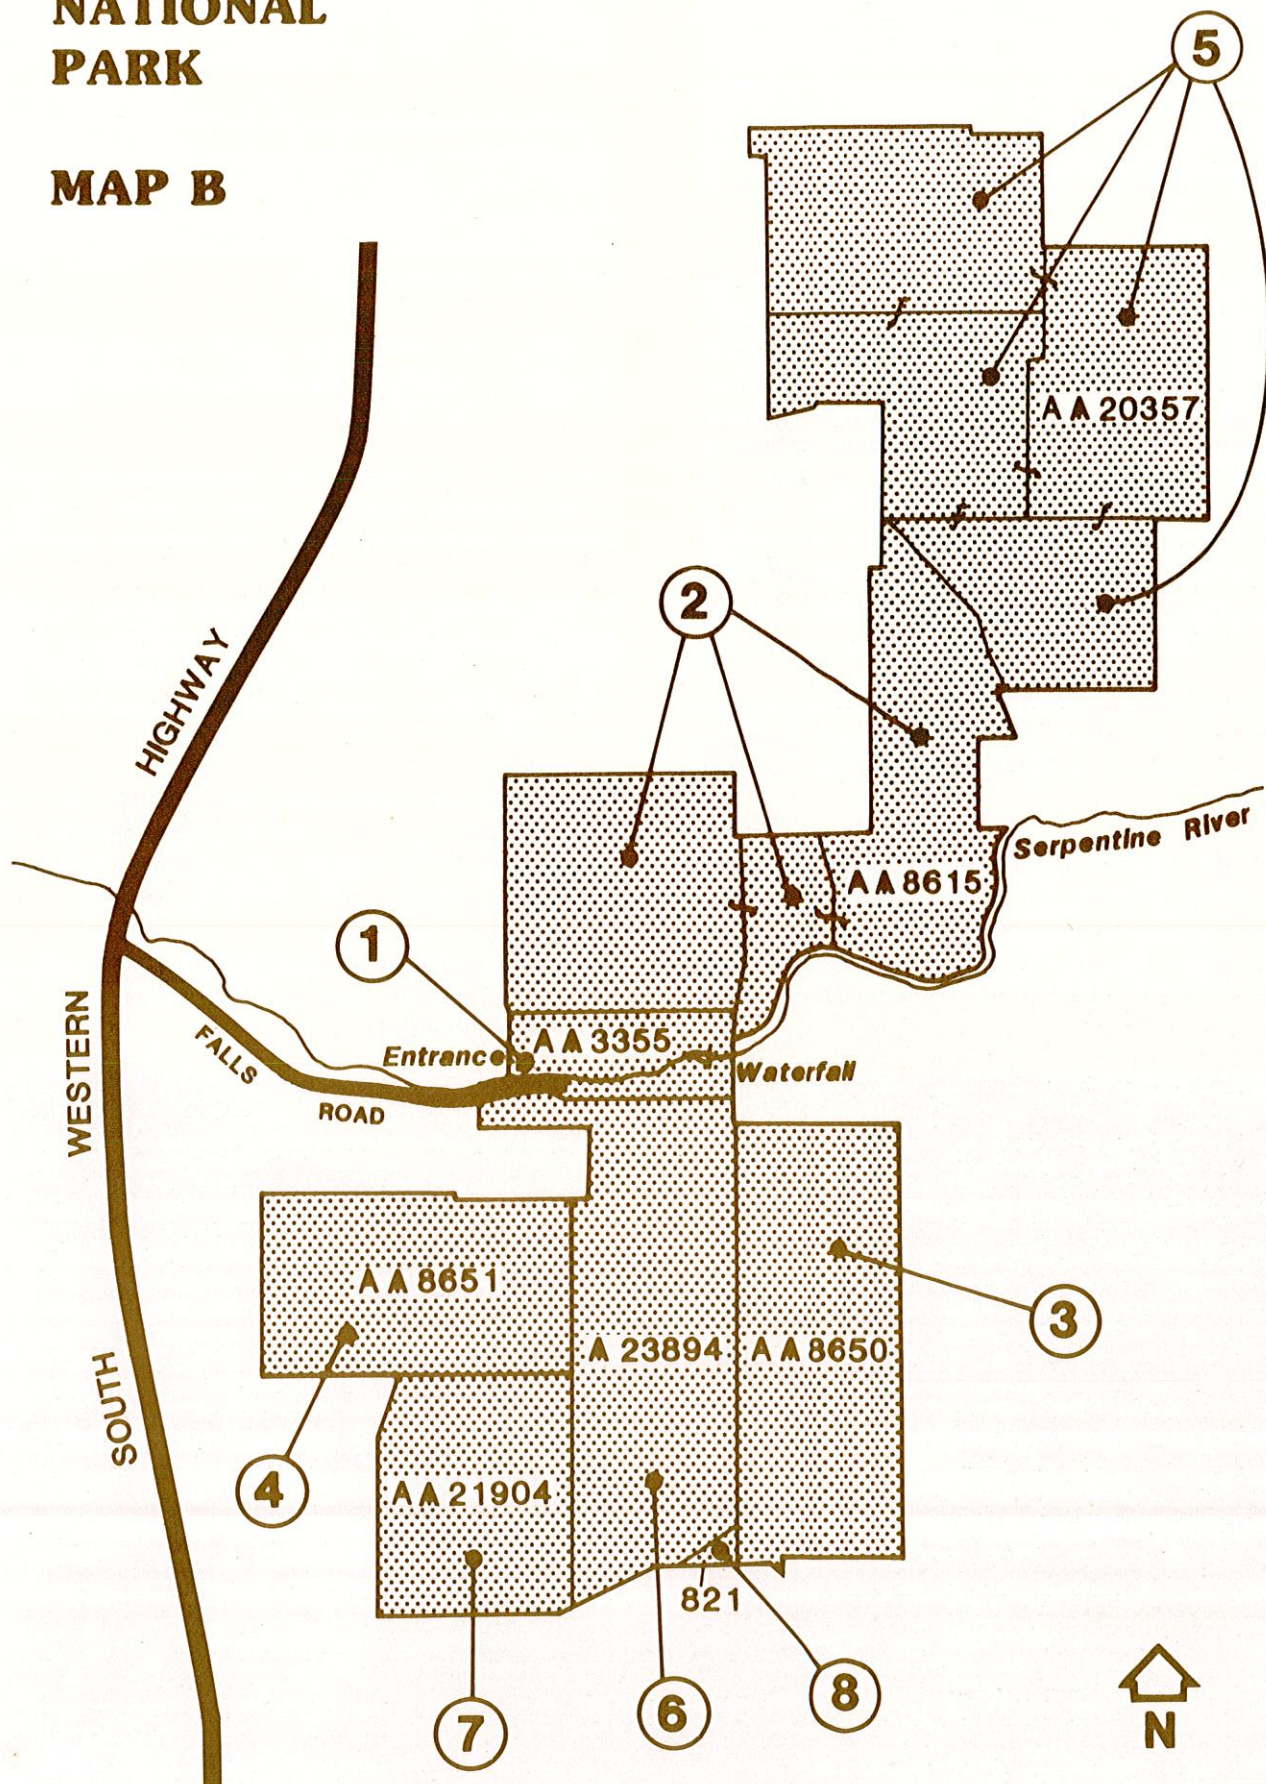 NATIONAL
PARK
MAP B
5
A A 20357
2
HIGHWAY
Serpentine River
A A 8615
1
WESTERN
FALLS
ROAD
Entrance
A A 3355
Waterfall
A A 8651
3
A 23894
A A 8650
SOUTH
4
A A 21904
821
8
6
7
N